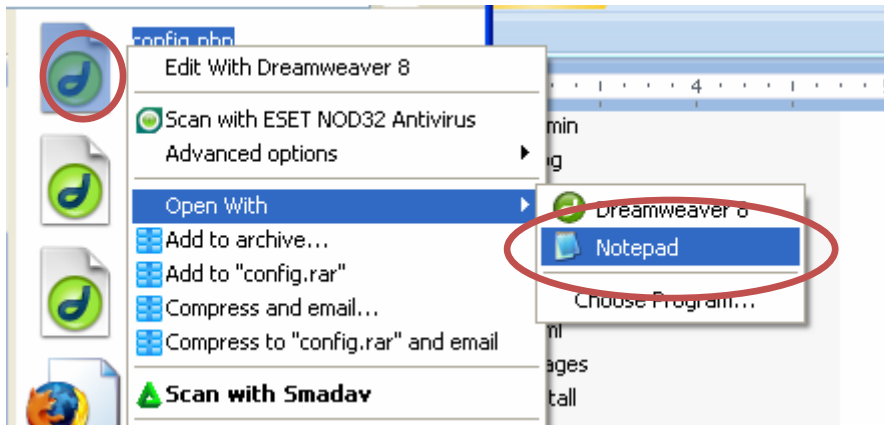 config.php
Edit With Dreamweaver 8
4
Scan with ESET NOD32 Antivirus
min
Advanced options
Open With
Dreamweaver 8
Add to archive...
Notepad
Add to "config.rar"
Compress and email...
Choose Program...
Compress to "config.rar" and email
ages
Scan with Smadav
tall